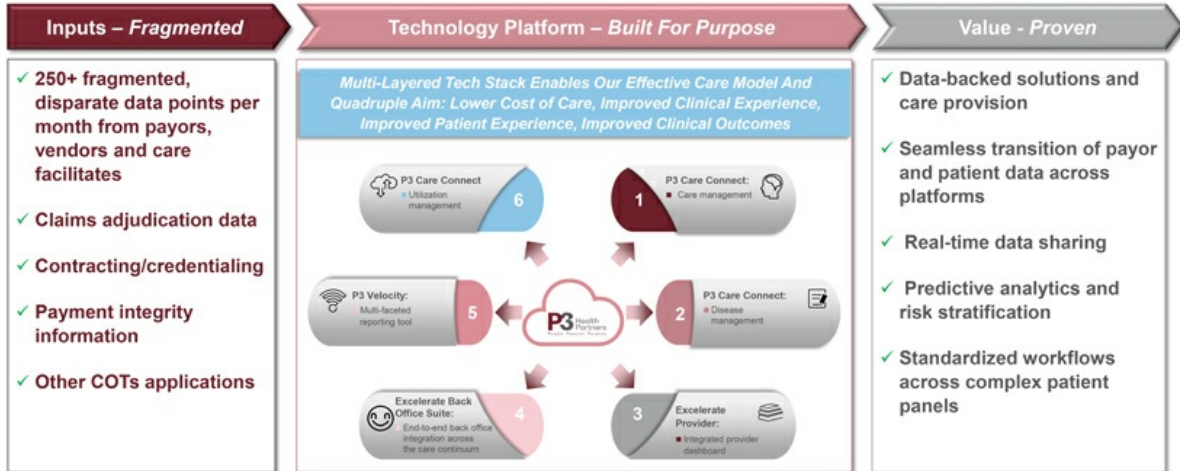 Inputs – Fragmented
Technology Platform – Built For Purpose
Value - Proven
250+ fragmented,
disparate data points per
month from payors,
vendors and care
facilitates
Claims adjudication data
Contracting/credentialing
Payment integrity
information
Other COTs applications
Multi-Layered Tech Stack Enables Our Effective Care Model And
Quadruple Aim: Lower Cost of Care, Improved Clinical Experience,
Improved Patient Experience, Improved Clinical Outcomes
P3 Care Connect
Utilization
management
6
1
P3 Care Connect:
Care management
P3 Velocity:
Multi-faceted
reporting tool
5
P3 Health
Partners
2
P3 Care Connect:
Disease
management
Excelerate Back
Office Suite:
End-to-end back office
integration across
the care continuum
4
3
Excelerate
Provider:
Integrated provider
dashboard
Data-backed solutions and
care provision
Seamless transition of payor
and patient data across
platforms
Real-time data sharing
Predictive analytics and
risk stratification
Standardized workflows
across complex patient
panels